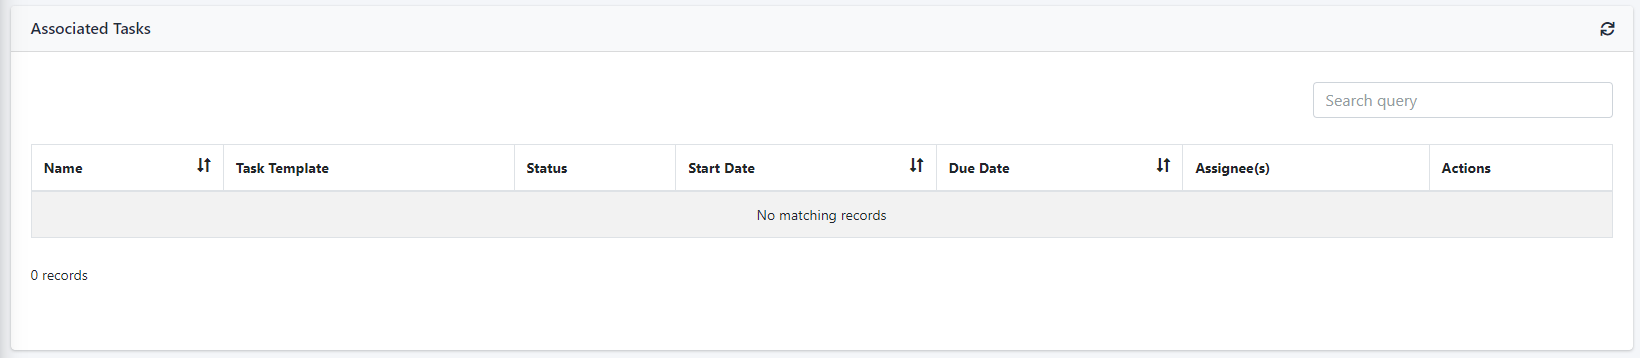 Associated Tasks
Search query
Name Task Template Status Start Date Due Date Assignee(s) Actions
No matching records
0 records